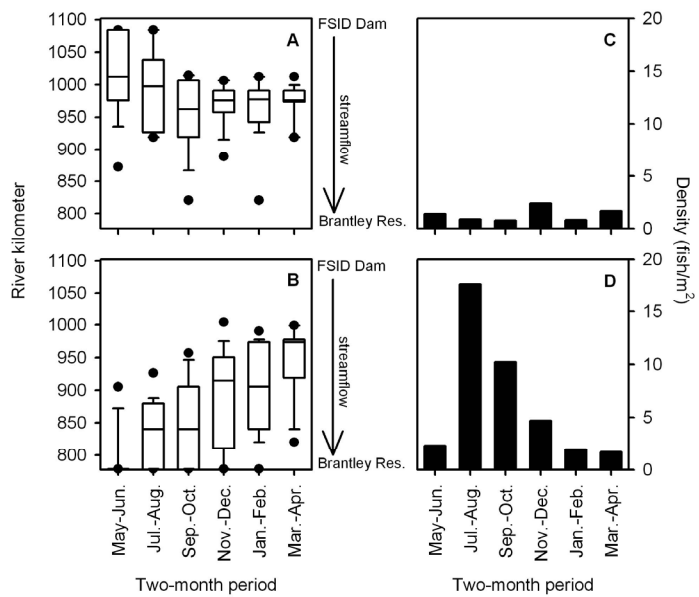 1100
1050
1000
950
900
850
800
A
FSID Dam
streamflow
Brantley Res.
C
20
15
10
5
0
River kilometer
Density (fish/m²)
1100
1050
1000
950
900
850
800
B
FSID Dam
streamflow
Brantley Res.
D
20
15
10
5
0
May-Jun.
Jul.-Aug.
Sep.-Oct.
Nov.-Dec.
Jan.-Feb.
Mar.-Apr.
May-Jun.
Jul.-Aug.
Sep.-Oct.
Nov.-Dec.
Jan.-Feb.
Mar.-Apr.
Two-month period
Two-month period